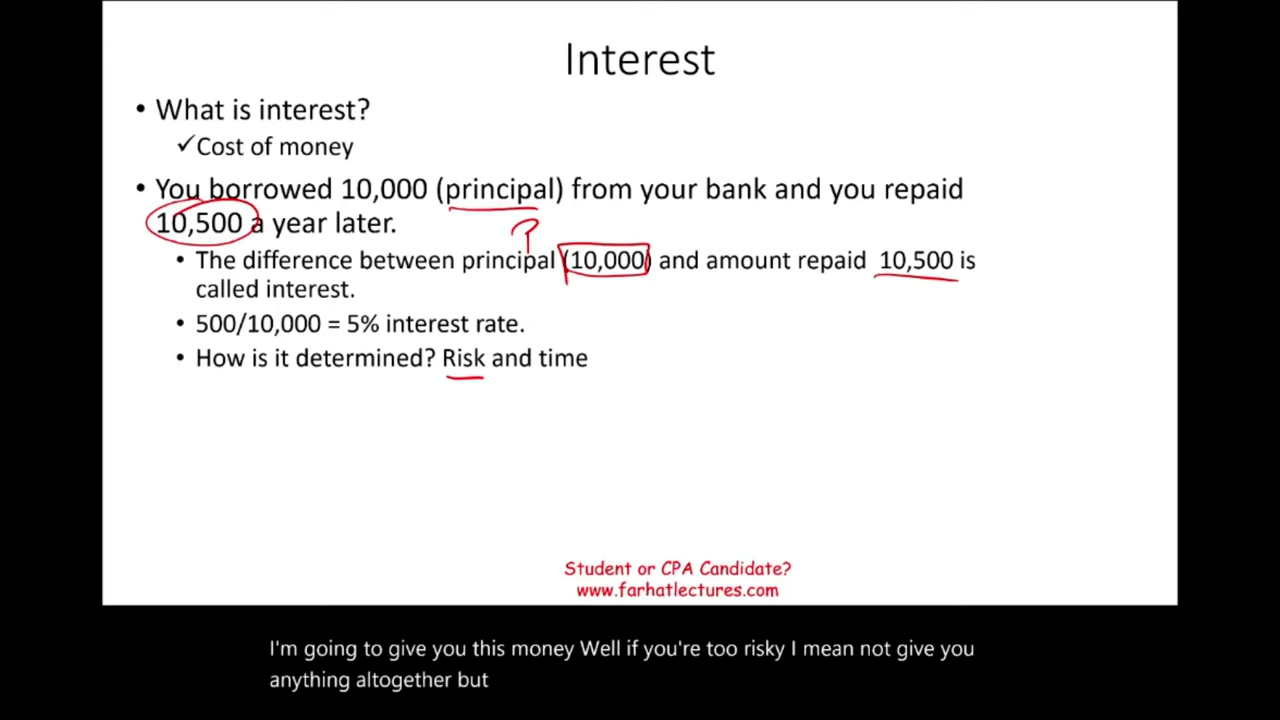 Interest
• What is interest?
✓Cost of money
• You borrowed 10,000 (principal) from your bank and you repaid
10,500 a year later.
?
• The difference between principal (10,000) and amount repaid 10,500 is
called interest.
• 500/10,000 = 5% interest rate.
• How is it determined? Risk and time
Student or CPA Candidate?
www.farhatlectures.com
I'm going to give you this money Well if you're too risky I mean not give you
anything altogether but